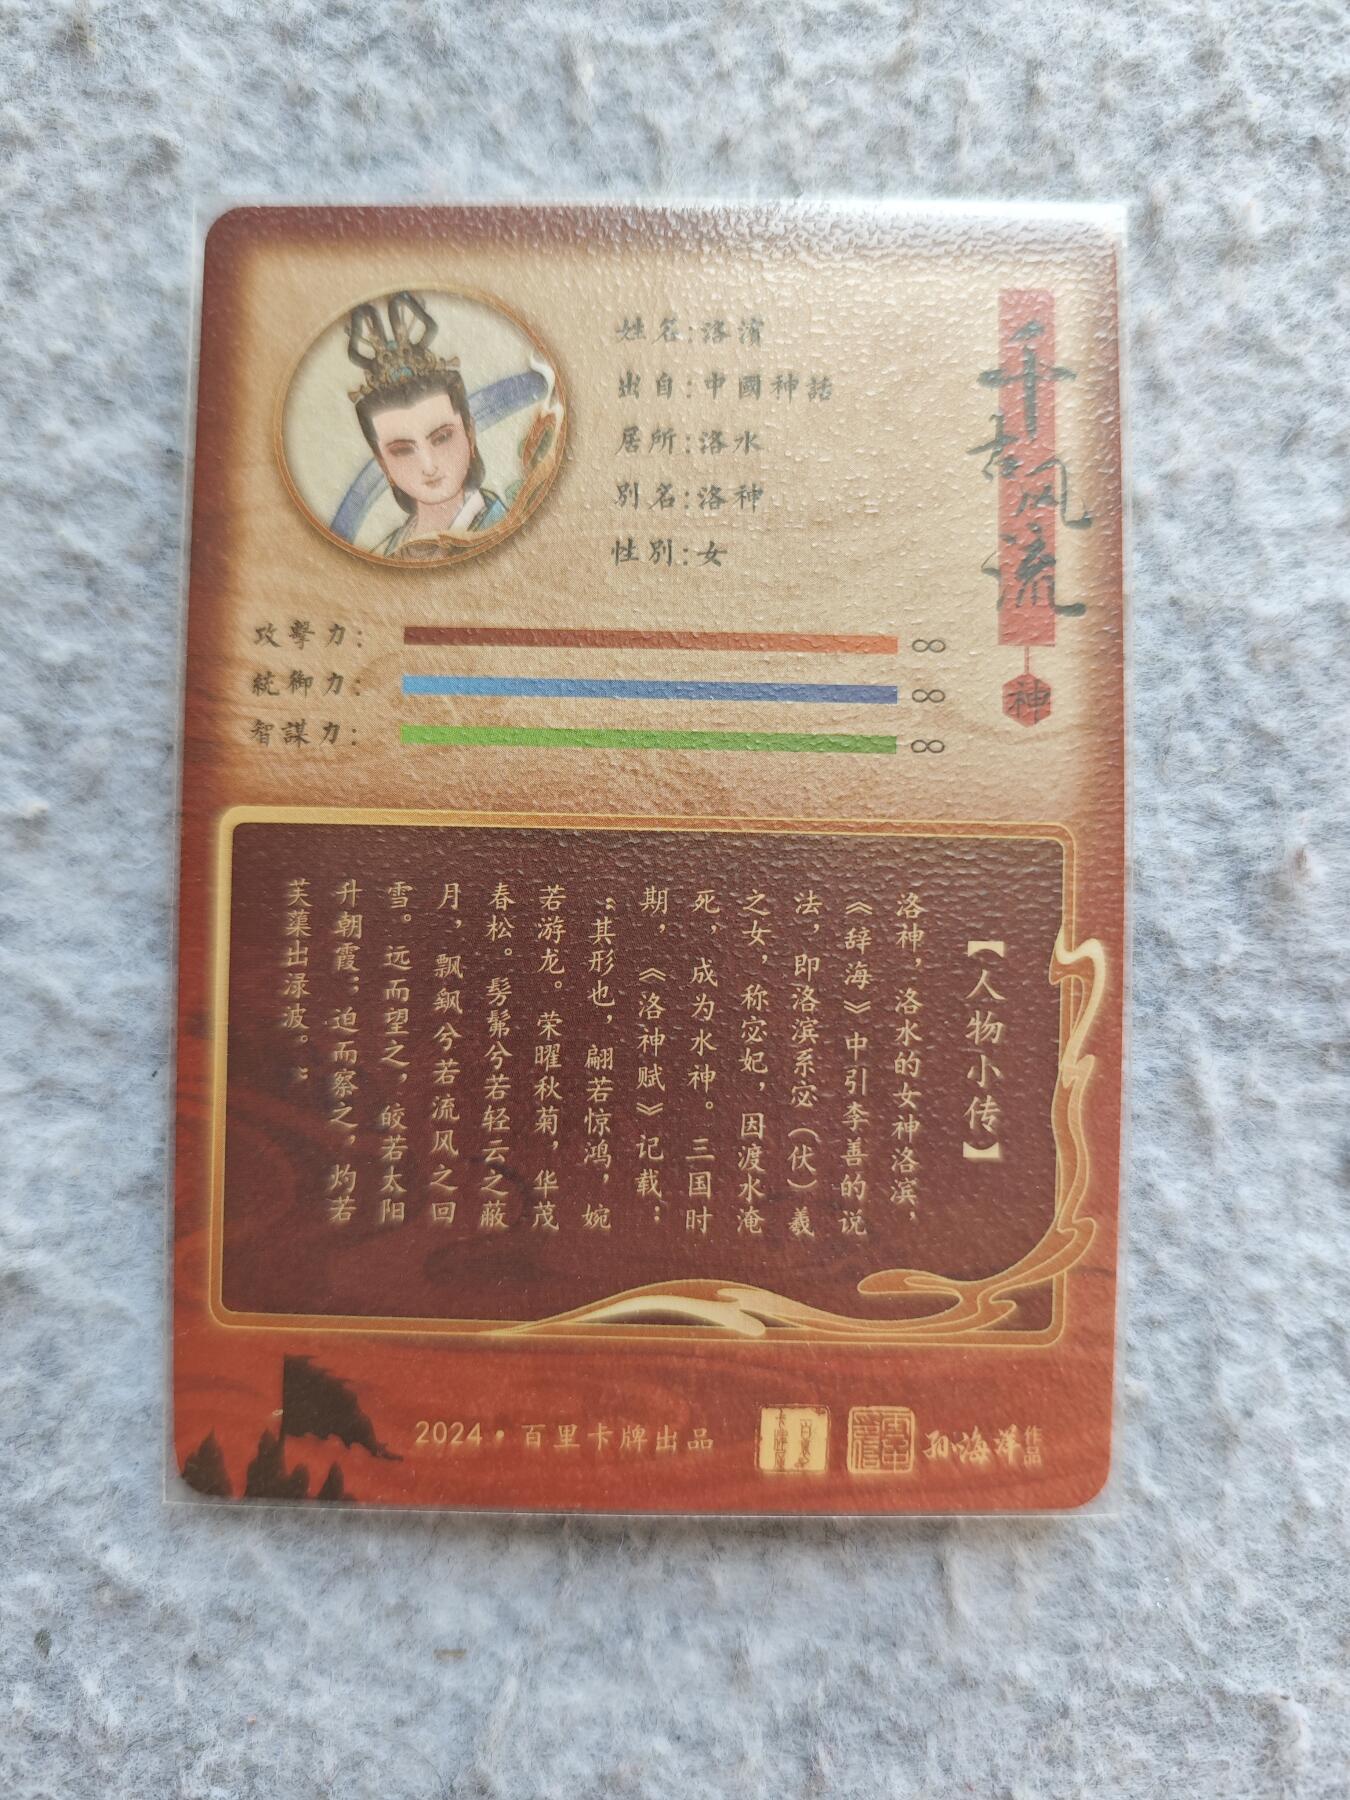 姓名:洛濱
出自:中國神話
居所:洛水
別名:洛神
性別:女
千古风流
神
攻擊力: ∞
統御力: ∞
智謀力: ∞
【人物小传】
洛神，洛水的女神洛滨，
《辞海》中引李善的说
法，即洛滨系宓（伏）羲
之女，称宓妃，因渡水淹
死，成为水神。三国时
期，《洛神赋》记载：
“其形也，翩若惊鸿，婉
若游龙。荣曜秋菊，华茂
春松。髣髴兮若轻云之蔽
月，飘飖兮若流风之回
雪。远而望之，皎若太阳
升朝霞；迫而察之，灼若
芙蕖出渌波。”
2024·百里卡牌出品
百里卡牌屋
孙海洋作品